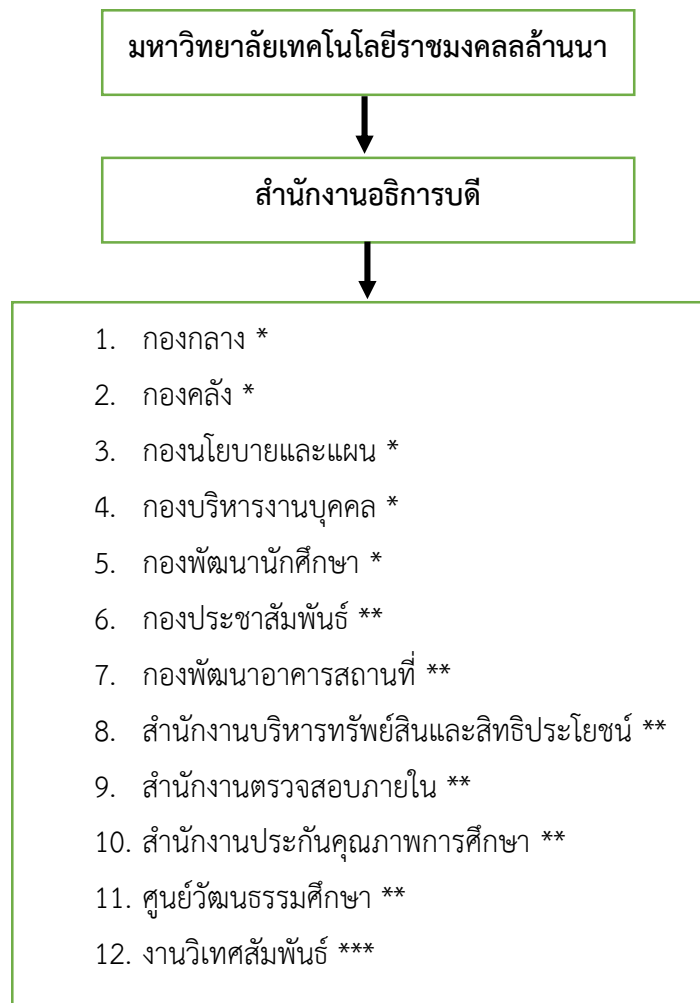 มหาวิทยาลัยเทคโนโลยีราชมงคลล้านนา
สำนักงานอธิการบดี
1. กองกลาง *
2. กองคลัง *
3. กองนโยบายและแผน *
4. กองบริหารงานบุคคล *
5. กองพัฒนานักศึกษา *
6. กองประชาสัมพันธ์ **
7. กองพัฒนาอาคารสถานที่ **
8. สำนักงานบริหารทรัพย์สินและสิทธิประโยชน์ **
9. สำนักงานตรวจสอบภายใน **
10. สำนักงานประกันคุณภาพการศึกษา **
11. ศูนย์วัฒนธรรมศึกษา **
12. งานวิเทศสัมพันธ์ ***